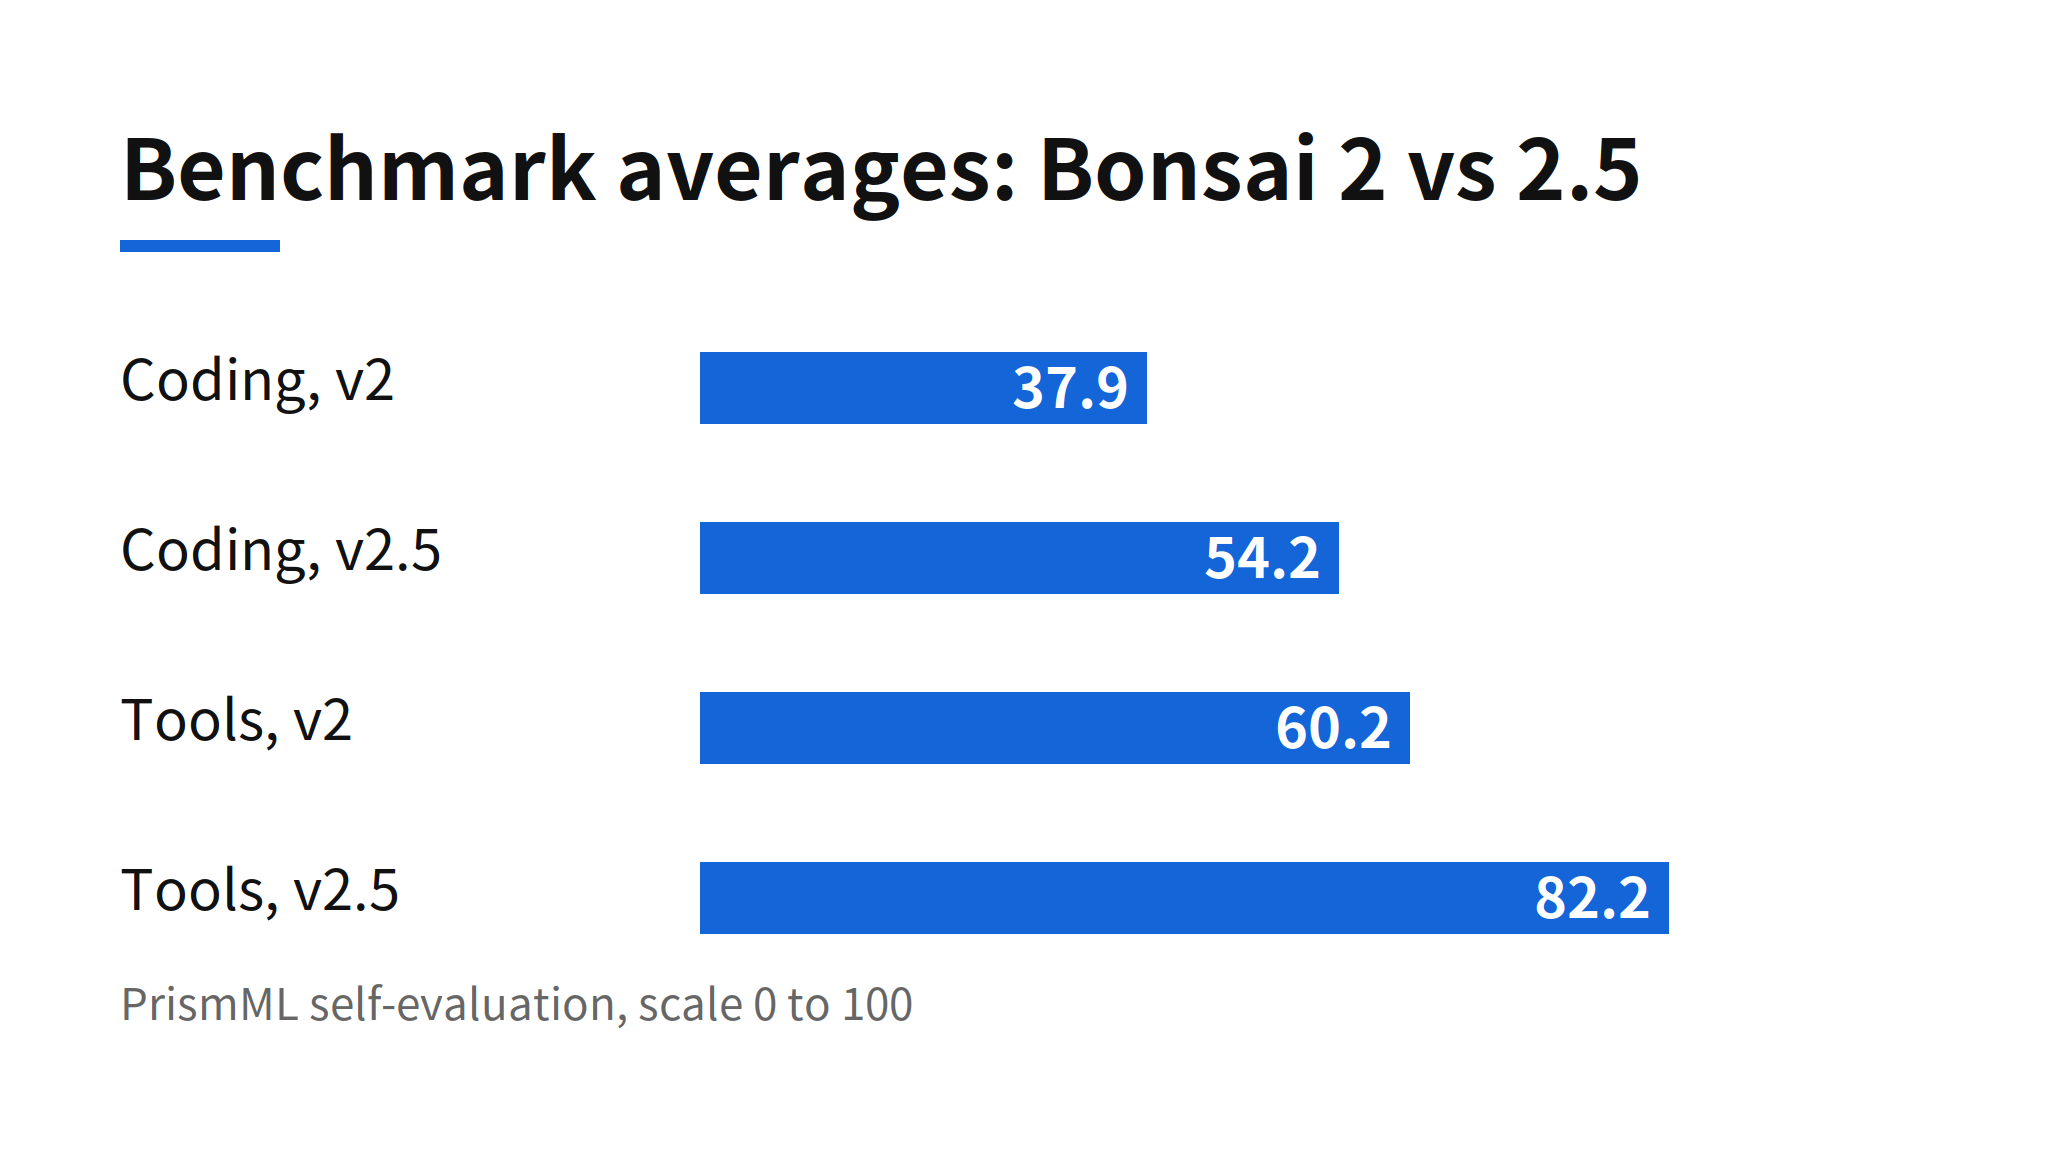 Benchmark averages: Bonsai 2 vs 2.5
Coding, v2 37.9
Coding, v2.5 54.2
Tools, v2 60.2
Tools, v2.5 82.2
PrismML self-evaluation, scale 0 to 100